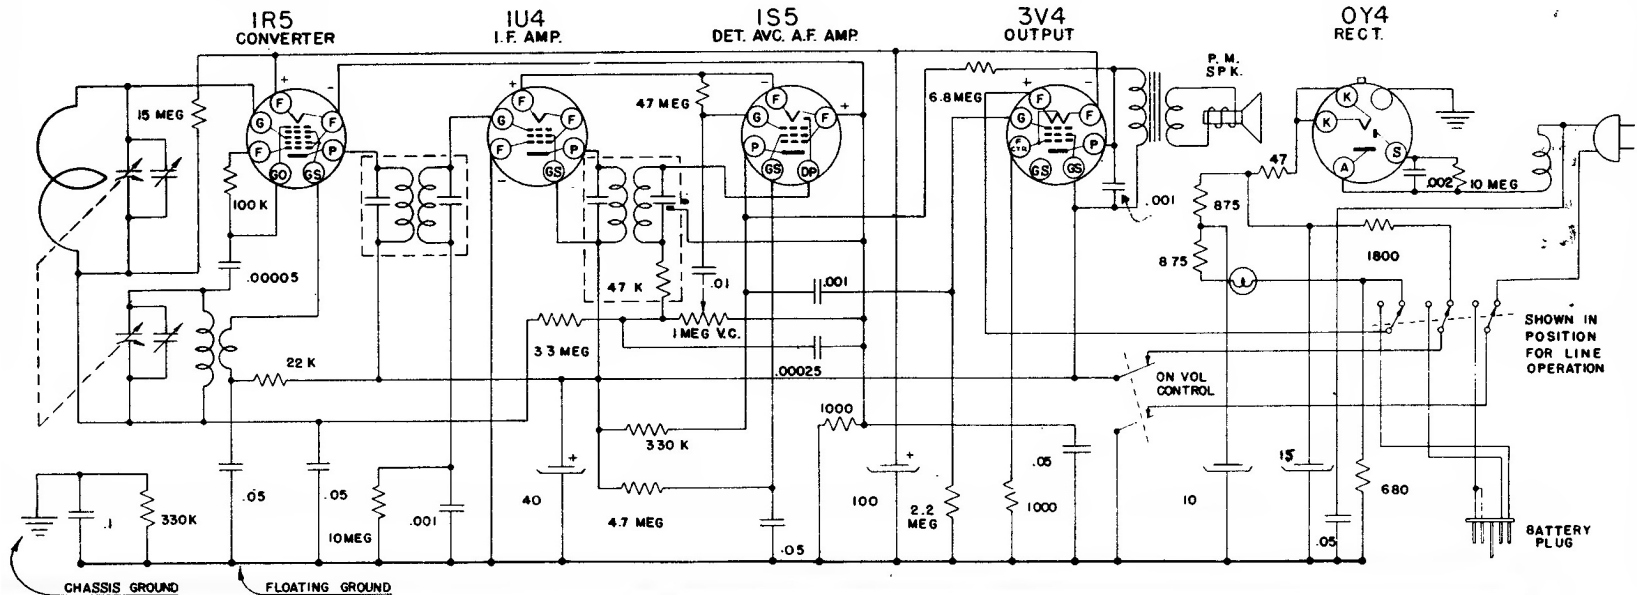 1R5
CONVERTER
1U4
I.F. AMP.
1S5
DET. AVC. A.F. AMP.
3V4
OUTPUT
0Y4
RECT.
P. M.
SPK.
15 MEG
+
-
F
G
F
F
P
GO
GS
100 K
.00005
+
F
G
F
F
P
GS
-
47 MEG
-
F
G
F
P
GS
DP
+
6.8 MEG
+
-
F
G
F
CTR
P
GS
GS
.001
K
K
A
S
47
.002
10 MEG
875
875
1800
47 K
.01
.001
1 MEG V.C.
3.3 MEG
.00025
22 K
SHOWN IN
POSITION
FOR LINE
OPERATION
ON VOL
CONTROL
1000
330 K
.05
.1
330K
.05
.05
10 MEG
.001
40
+
4.7 MEG
.05
100
+
2.2
MEG
1000
10
15
.05
680
BATTERY
PLUG
CHASSIS GROUND
FLOATING GROUND